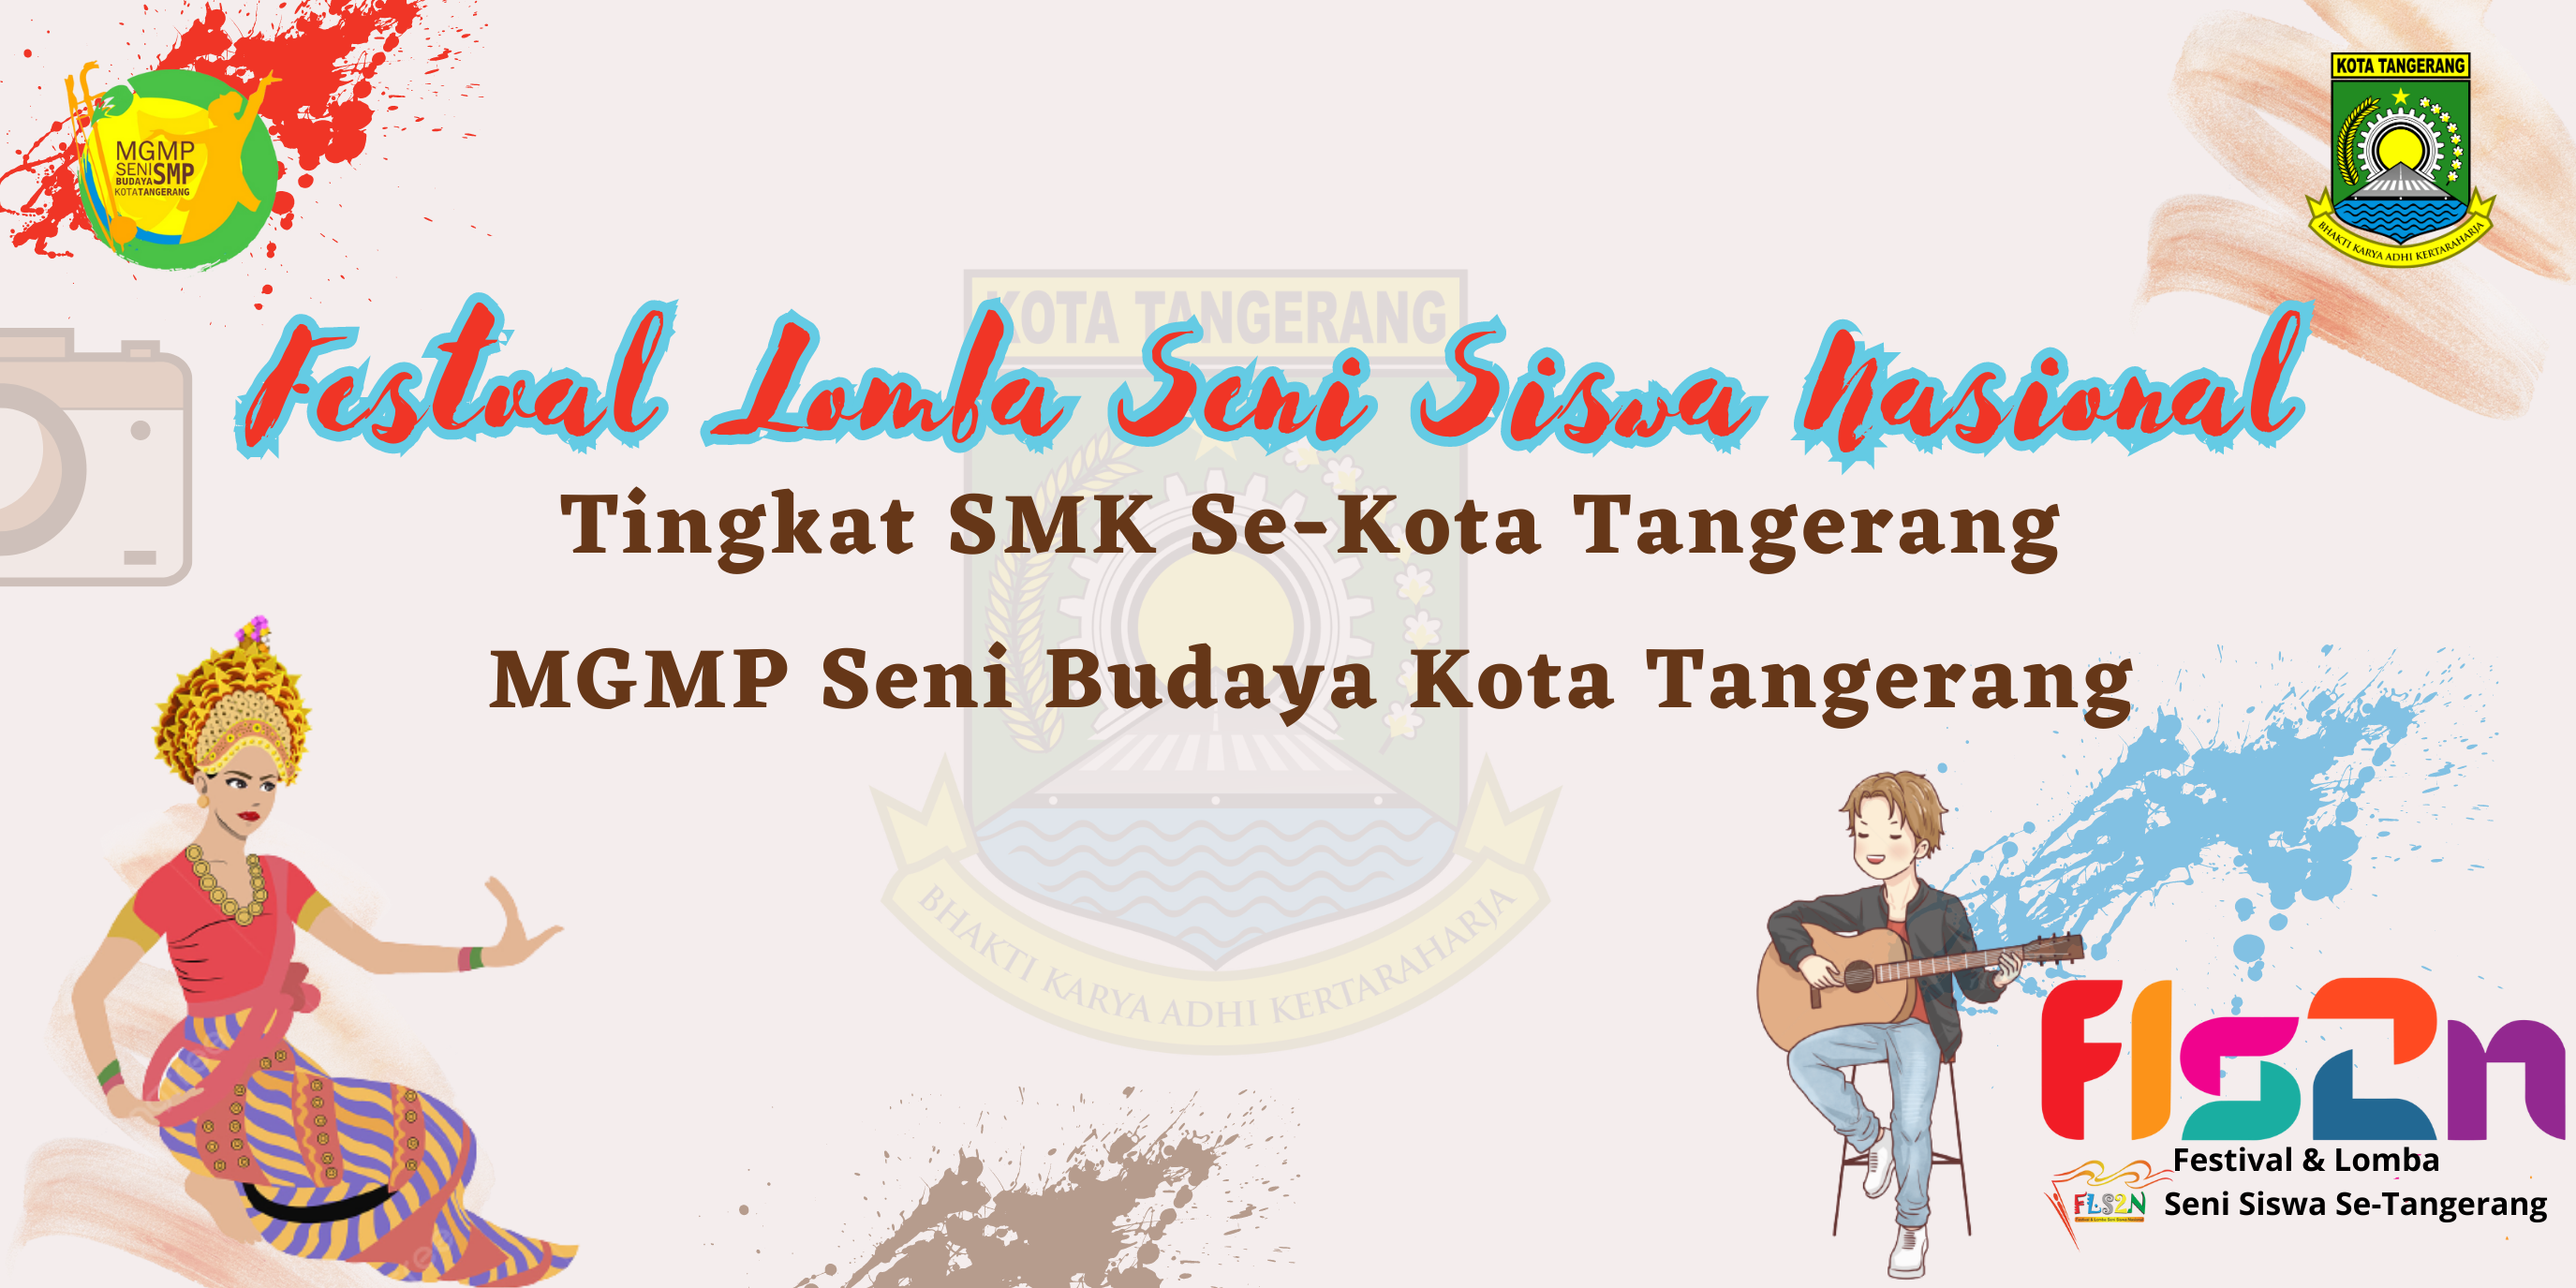 MGMP
SENI SMP
BUDAYA
KOTA TANGERANG
KOTA TANGERANG
BHAKTI KARYA ADHI KERTARAHARJA
KOTA TANGERANG
Festval Lomba Seni Siswa Nasional
Tingkat SMK Se-Kota Tangerang
MGMP Seni Budaya Kota Tangerang
BHAKTI KARYA ADHI KERTARAHARJA
fls2n
Festival & Lomba
Seni Siswa Se-Tangerang
FLS2N